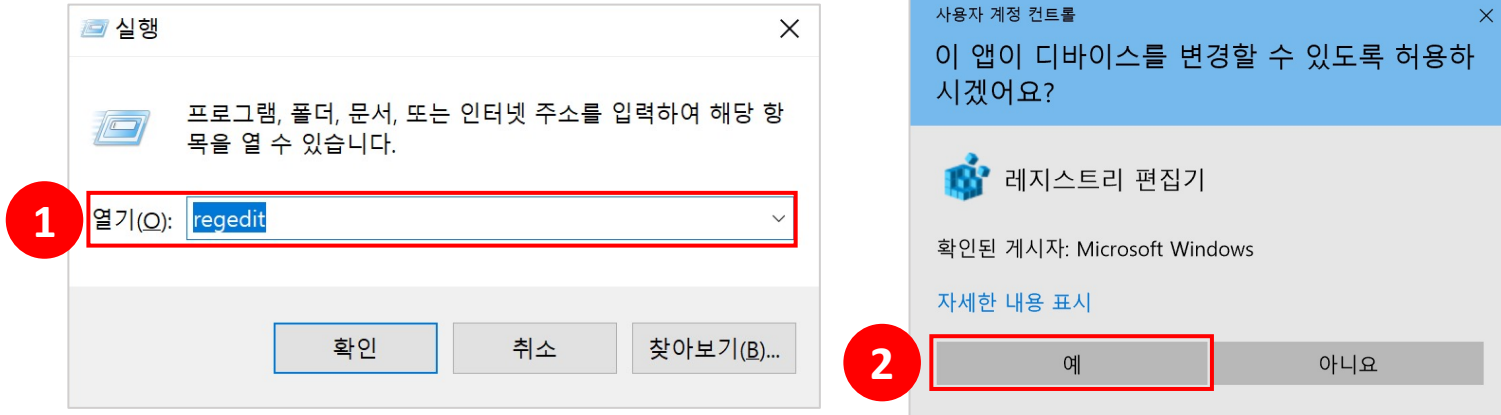 실행
프로그램, 폴더, 문서, 또는 인터넷 주소를 입력하여 해당 항
목을 열 수 있습니다.
1
열기(O): regedit
확인
취소
찾아보기(B)...
사용자 계정 컨트롤
이 앱이 디바이스를 변경할 수 있도록 허용하
시겠어요?
레지스트리 편집기
확인된 게시자: Microsoft Windows
자세한 내용 표시
2
예
아니요